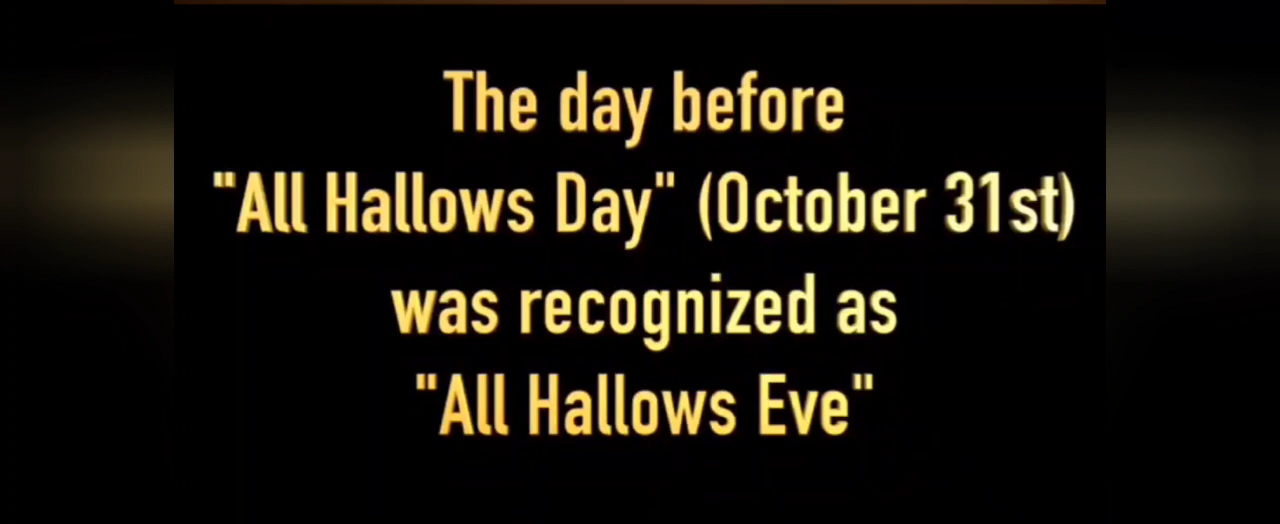 The day before
"All Hallows Day" (October 31st)
was recognized as
"All Hallows Eve"